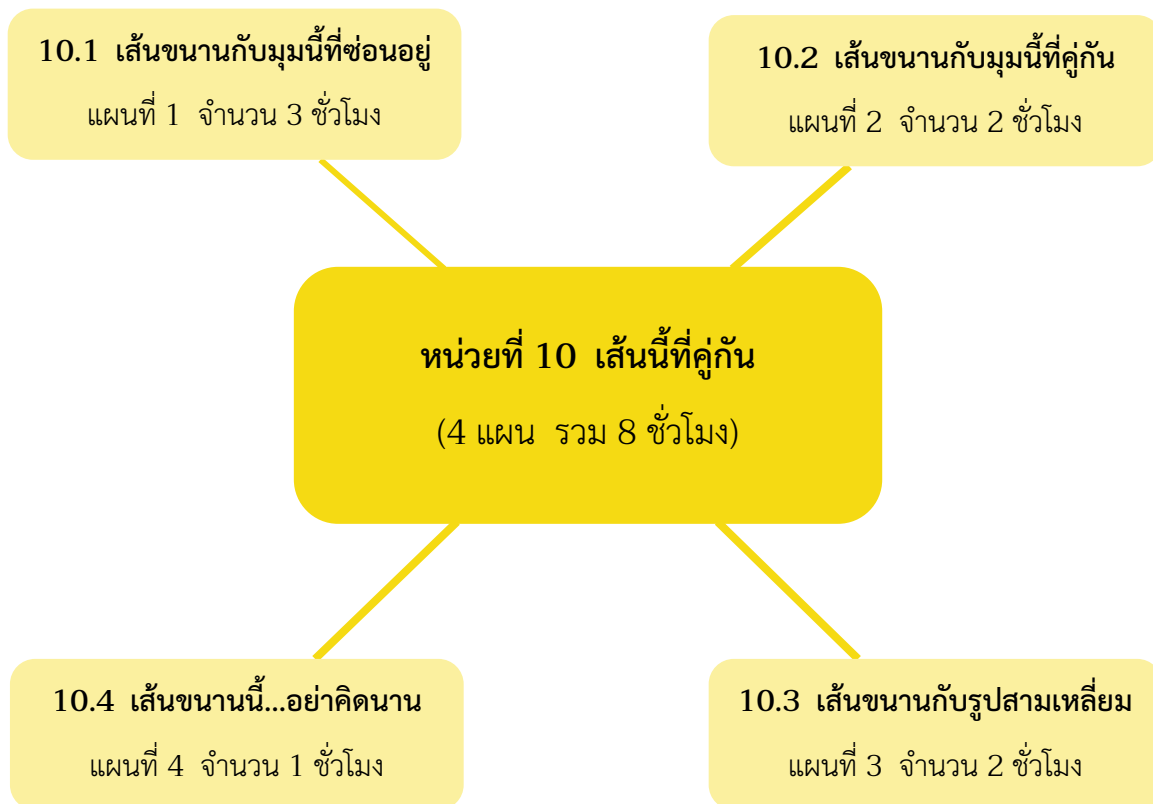 10.1 เส้นขนานกับมุมนี้ที่ซ่อนอยู่
แผนที่ 1 จำนวน 3 ชั่วโมง
10.2 เส้นขนานกับมุมนี้ที่คู่กัน
แผนที่ 2 จำนวน 2 ชั่วโมง
หน่วยที่ 10 เส้นนี้ที่คู่กัน
(4 แผน รวม 8 ชั่วโมง)
10.4 เส้นขนานนี้...อย่าคิดนาน
แผนที่ 4 จำนวน 1 ชั่วโมง
10.3 เส้นขนานกับรูปสามเหลี่ยม
แผนที่ 3 จำนวน 2 ชั่วโมง